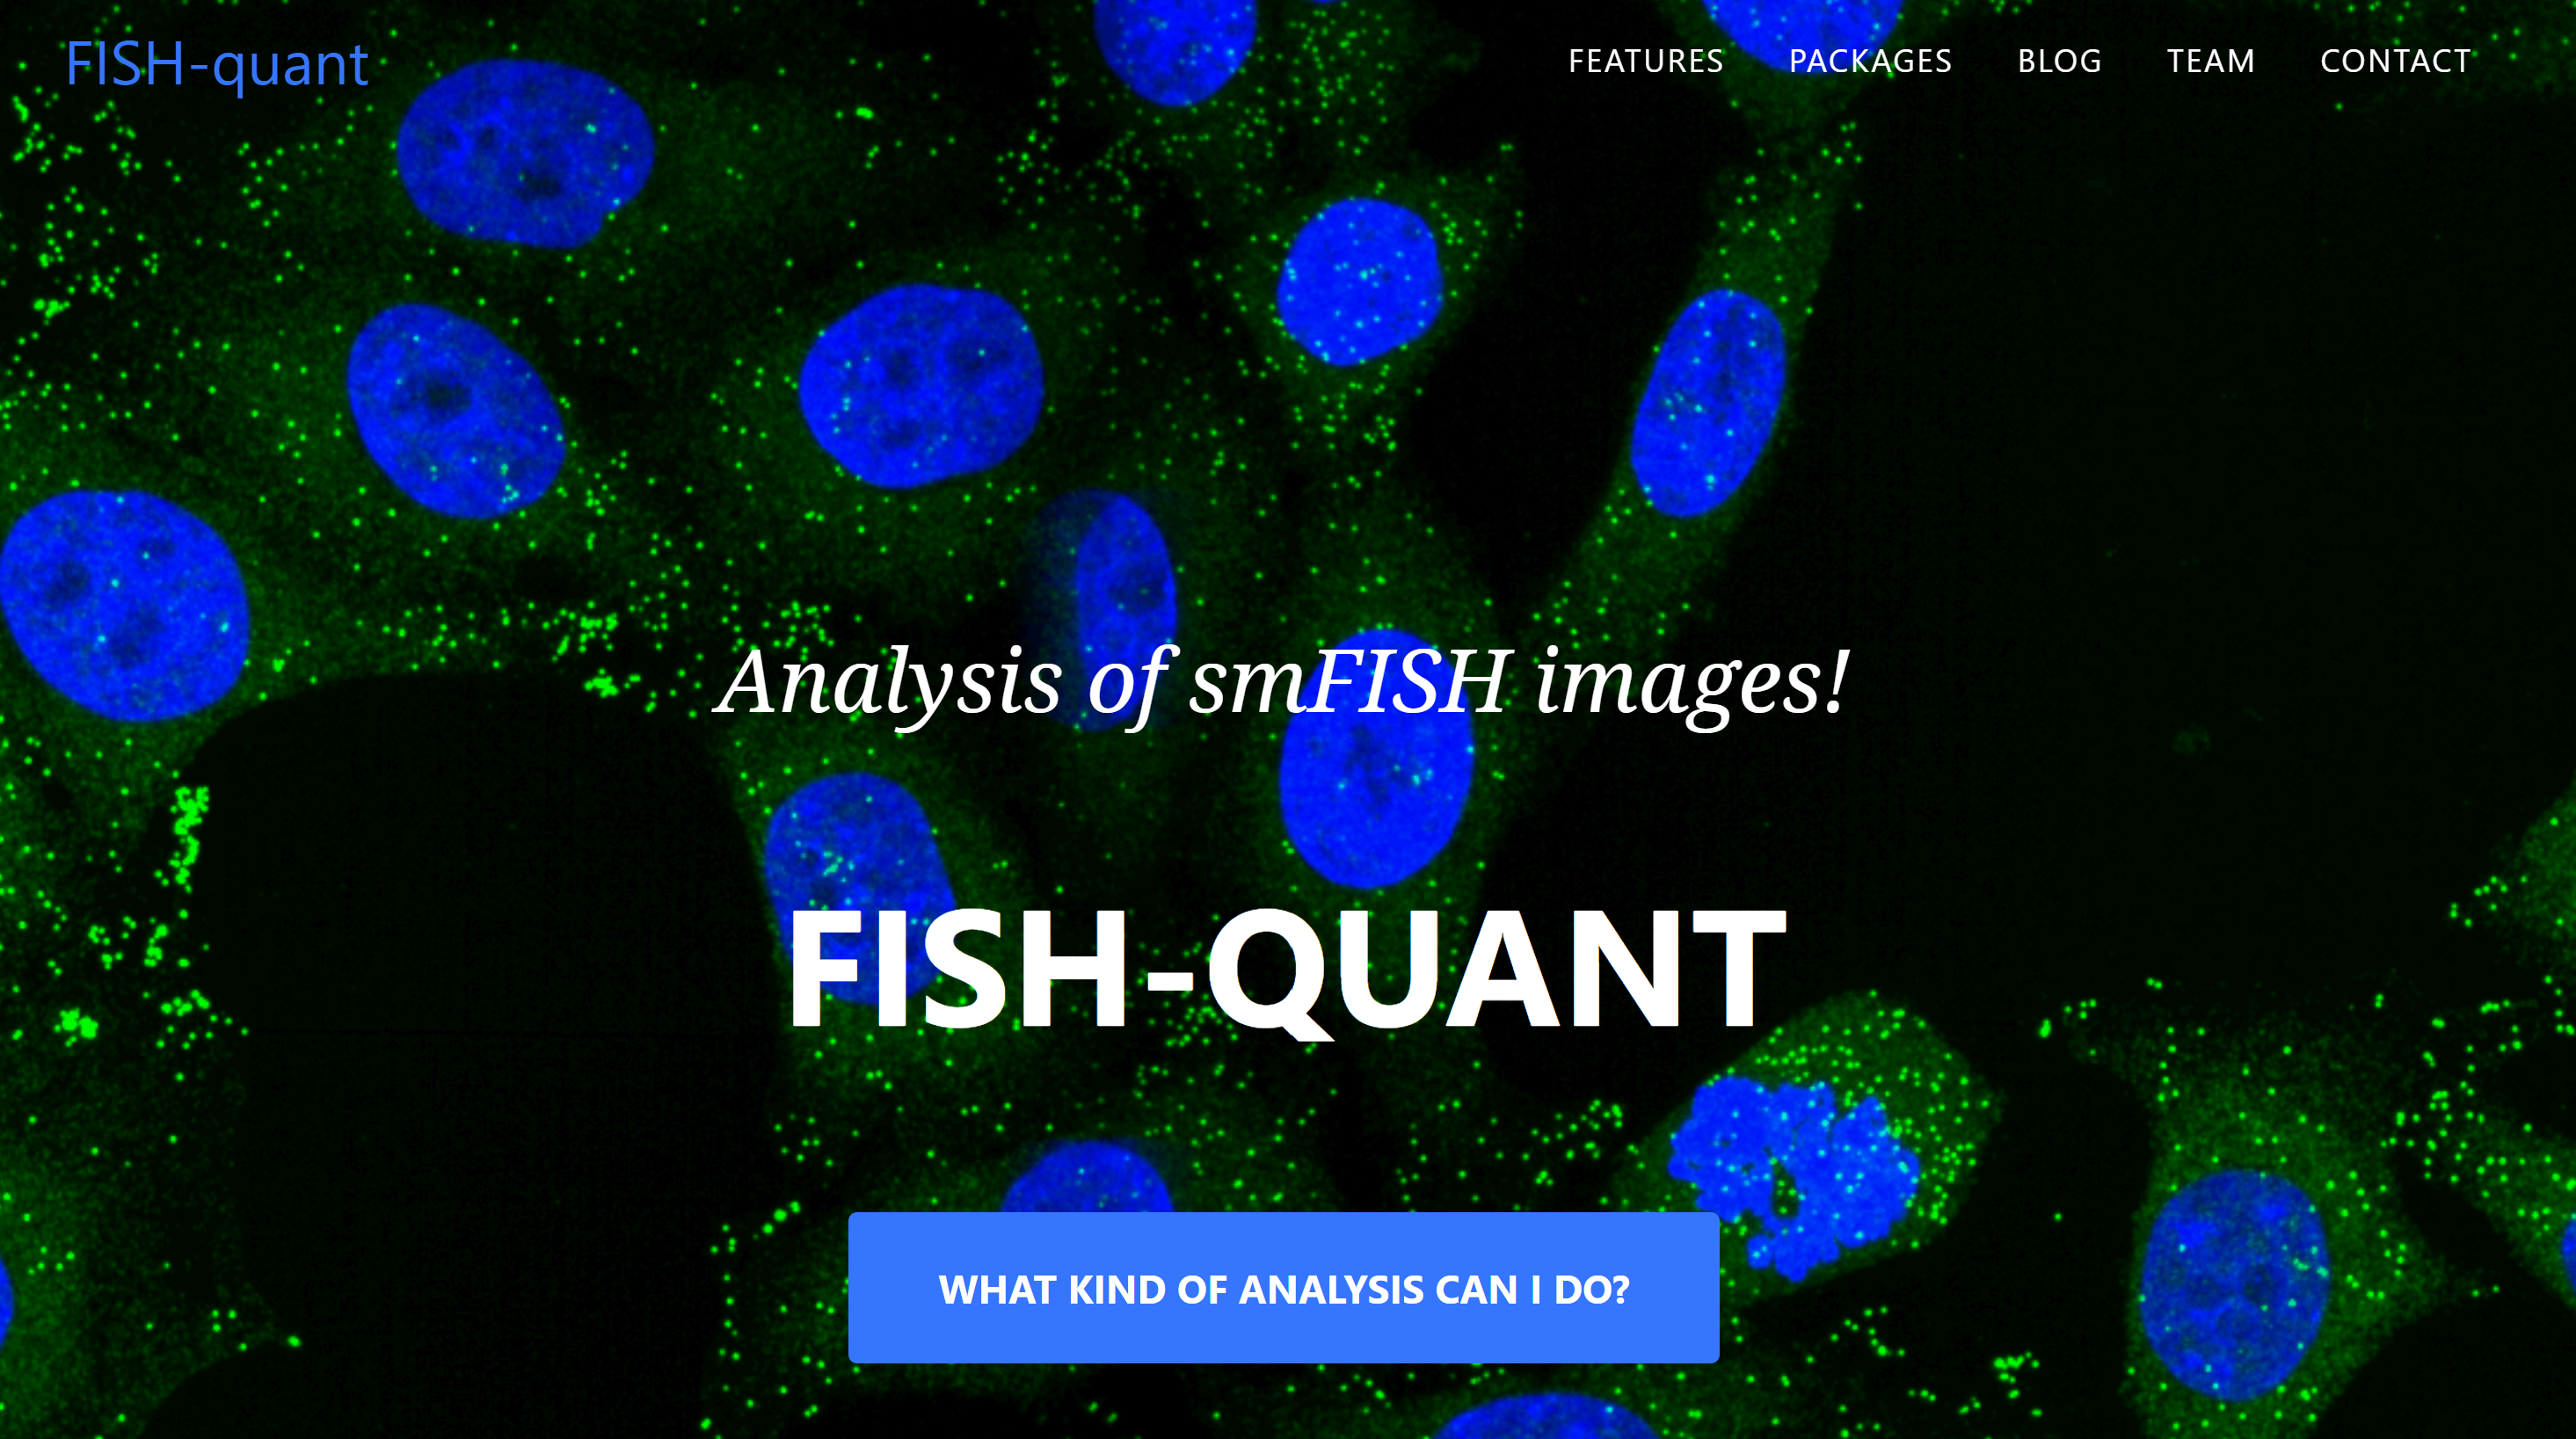 FISH-quant
FEATURES PACKAGES BLOG TEAM CONTACT
Analysis of smFISH images!
FISH-QUANT
WHAT KIND OF ANALYSIS CAN I DO?